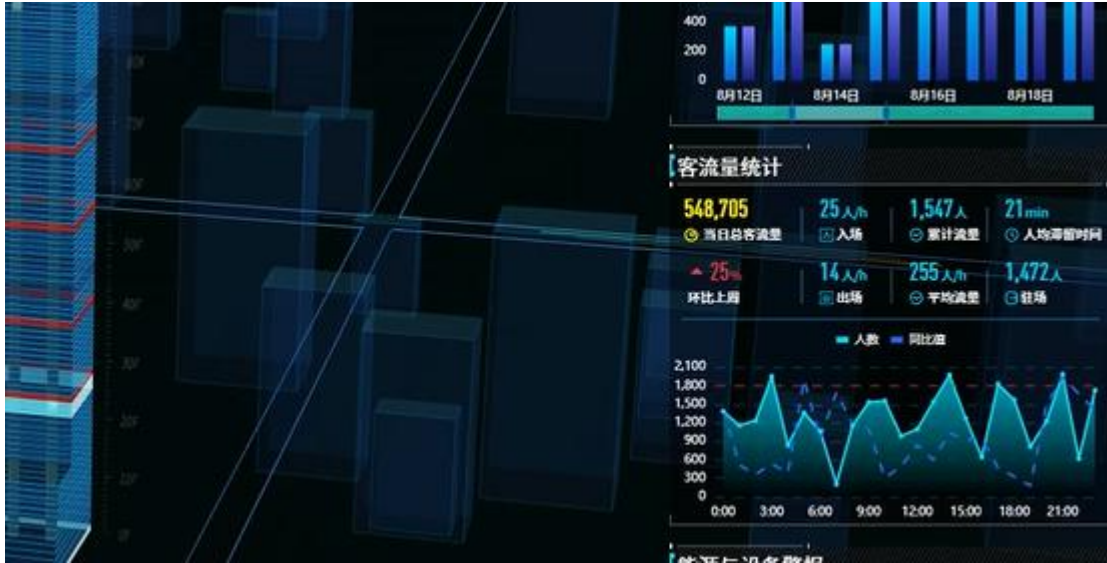 400
200
0
8月12日 8月14日 8月16日 8月18日
客流量统计
548,705 25人/h 1,547人 21min
当日总客流量 入场 累计流量 人均滞留时间
25% 14人/h 255人/h 1,472人
环比上周 出场 平均流量 驻场
人数 同比值
2,100
1,800
1,500
1,200
900
600
300
0
0:00 3:00 6:00 9:00 12:00 15:00 18:00 21:00